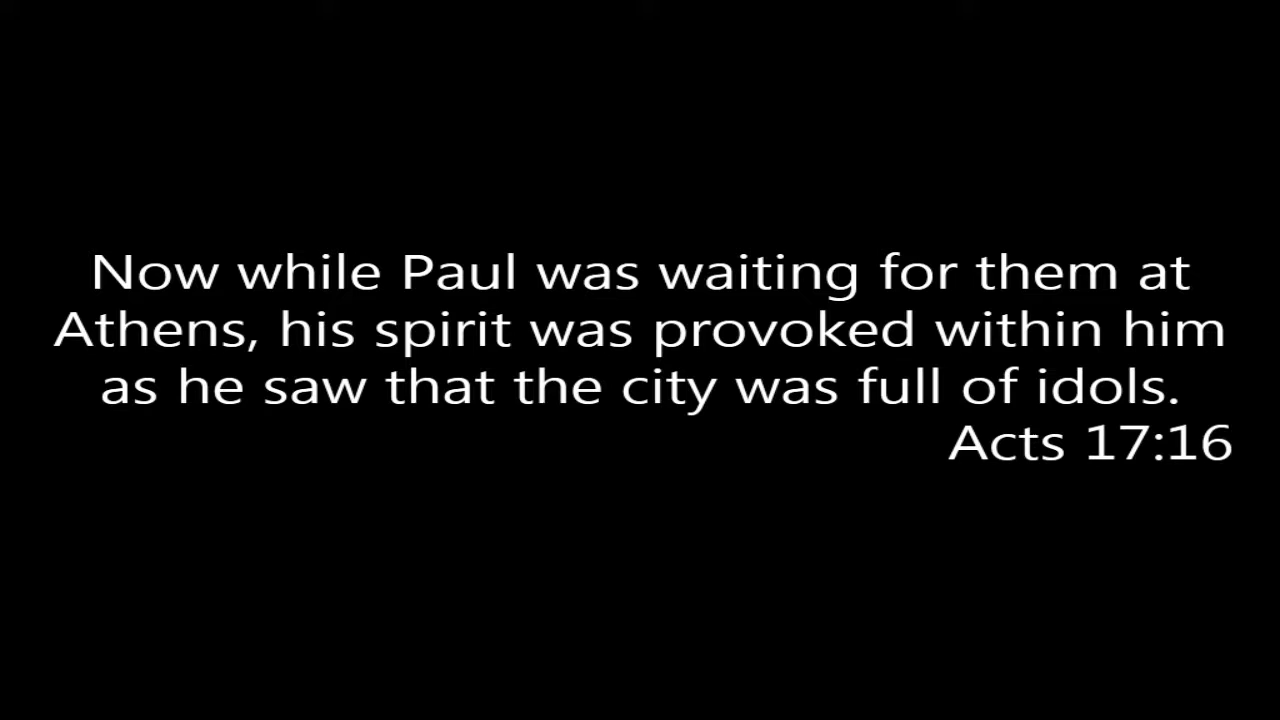 Now while Paul was waiting for them at
Athens, his spirit was provoked within him
as he saw that the city was full of idols.
Acts 17:16